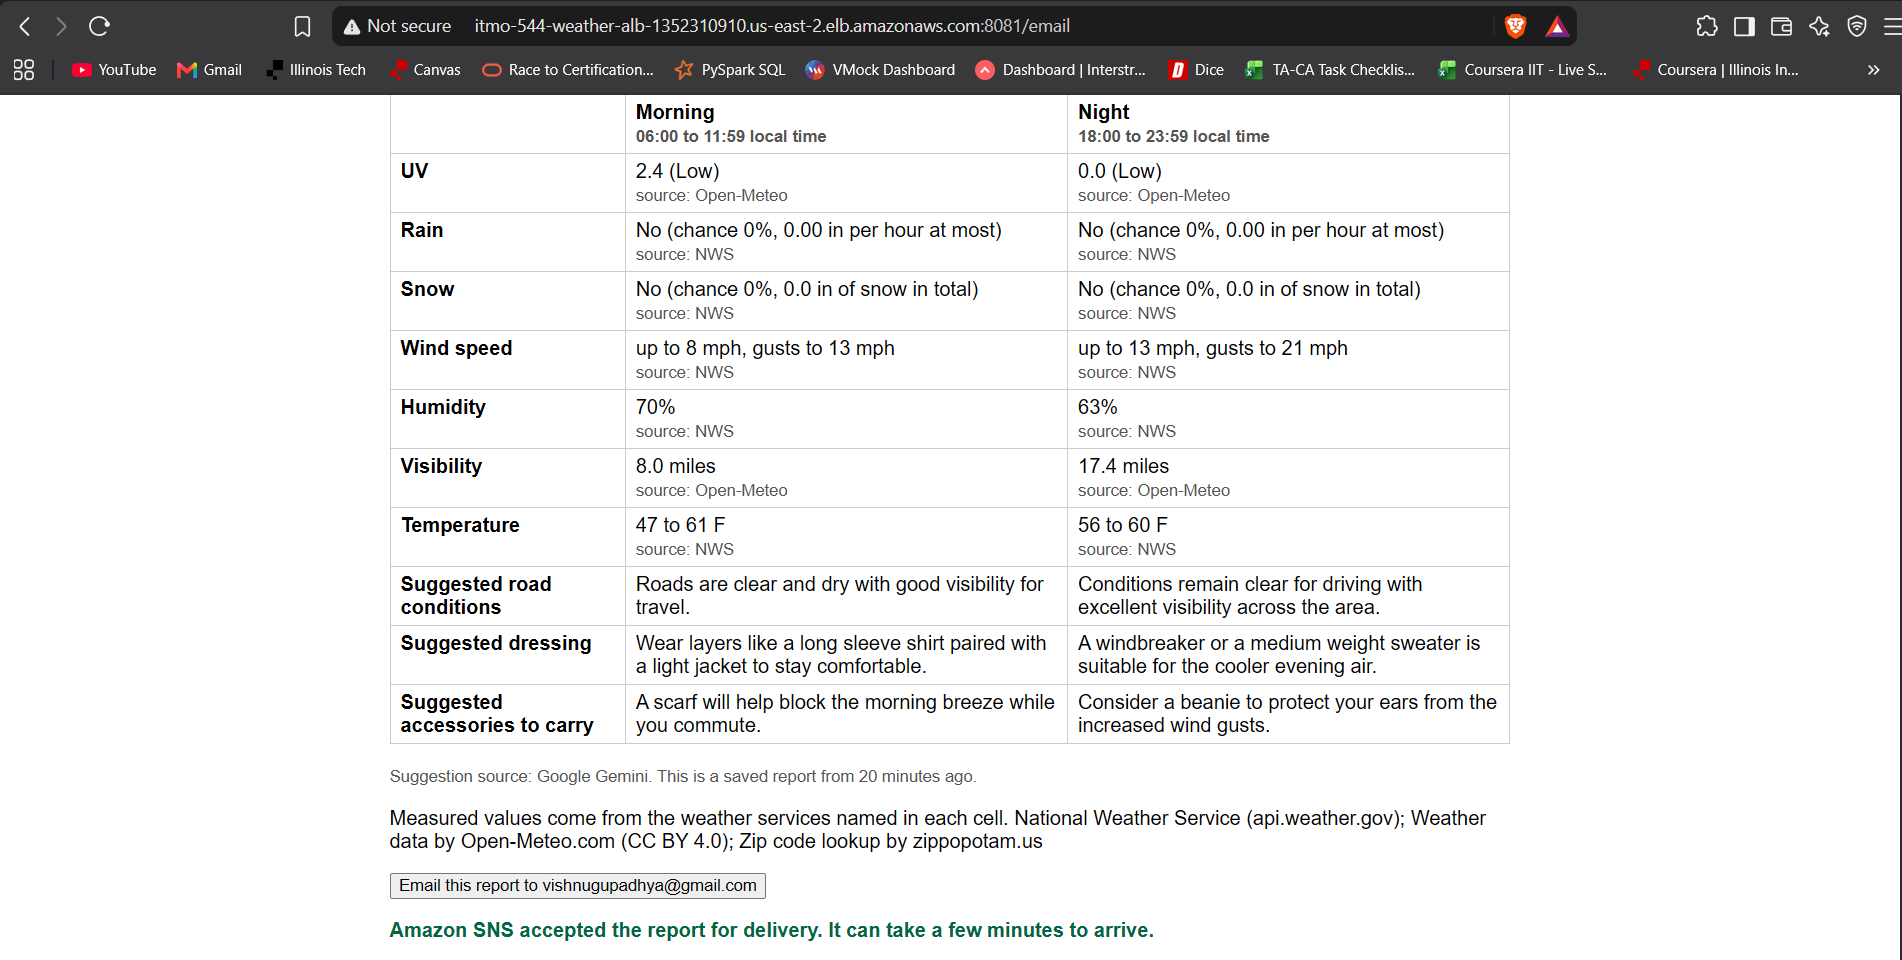 Not secure itmo-544-weather-alb-1352310910.us-east-2.elb.amazonaws.com:8081/email
YouTube Gmail Illinois Tech Canvas Race to Certification... PySpark SQL VMock Dashboard Dashboard | Interstr... Dice TA-CA Task Checklis... Coursera IIT - Live S... Coursera | Illinois In... »
Morning Night
06:00 to 11:59 local time 18:00 to 23:59 local time
UV 2.4 (Low) 0.0 (Low)
source: Open-Meteo source: Open-Meteo
Rain No (chance 0%, 0.00 in per hour at most) No (chance 0%, 0.00 in per hour at most)
source: NWS source: NWS
Snow No (chance 0%, 0.0 in of snow in total) No (chance 0%, 0.0 in of snow in total)
source: NWS source: NWS
Wind speed up to 8 mph, gusts to 13 mph up to 13 mph, gusts to 21 mph
source: NWS source: NWS
Humidity 70% 63%
source: NWS source: NWS
Visibility 8.0 miles 17.4 miles
source: Open-Meteo source: Open-Meteo
Temperature 47 to 61 F 56 to 60 F
source: NWS source: NWS
Suggested road Roads are clear and dry with good visibility for Conditions remain clear for driving with
conditions travel. excellent visibility across the area.
Suggested dressing Wear layers like a long sleeve shirt paired with A windbreaker or a medium weight sweater is
a light jacket to stay comfortable. suitable for the cooler evening air.
Suggested A scarf will help block the morning breeze while Consider a beanie to protect your ears from the
accessories to carry you commute. increased wind gusts.
Suggestion source: Google Gemini. This is a saved report from 20 minutes ago.
Measured values come from the weather services named in each cell. National Weather Service (api.weather.gov); Weather
data by Open-Meteo.com (CC BY 4.0); Zip code lookup by zippopotam.us
Email this report to vishnugupadhya@gmail.com
Amazon SNS accepted the report for delivery. It can take a few minutes to arrive.